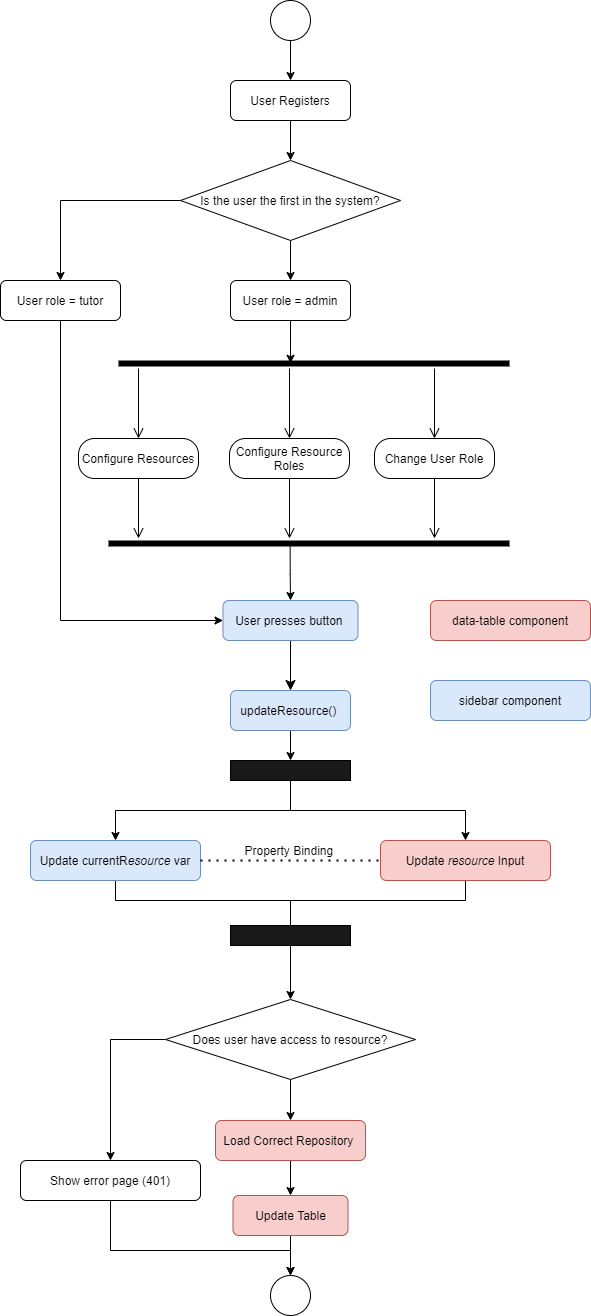 User Registers
Is the user the first in the system?
User role = tutor
User role = admin
Configure Resources
Configure Resource
Roles
Change User Role
User presses button
data-table component
updateResource()
sidebar component
Update currentResource var
Property Binding
Update resource Input
Does user have access to resource?
Load Correct Repository
Show error page (401)
Update Table